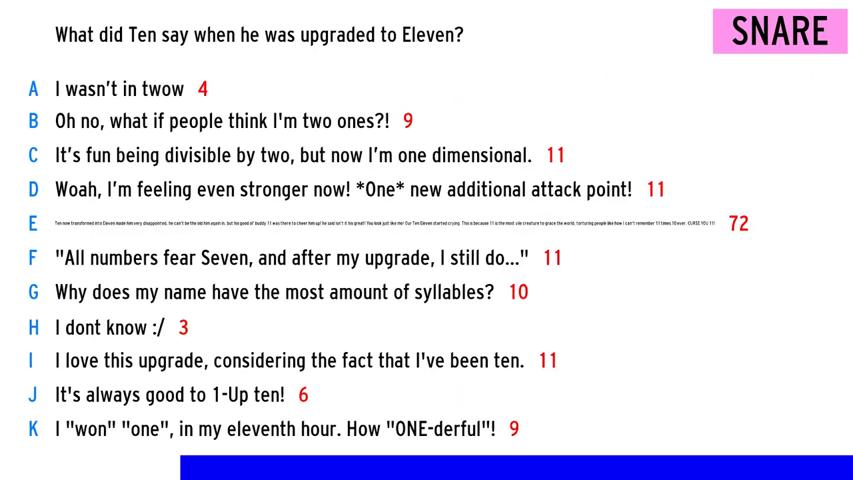 What did Ten say when he was upgraded to Eleven?
SNARE
A I wasn't in twow 4
B Oh no, what if people think I'm two ones?! 9
C It's fun being divisible by two, but now I'm one dimensional. 11
D Woah, I'm feeling even stronger now! *One* new additional attack point! 11
E Ten now transformed into Eleven made him very disappointed, he can't be the old him again in, but his good ol' buddy 11 was there to cheer him up! he said isn't it his great! You look just like me! Our Ten Eleven started crying. This is because 11 is the most vile creature to grace the world, torturing people like how I can't remember 11 times 10 ever. CURSE YOU 11! 72
F "All numbers fear Seven, and after my upgrade, I still do..." 11
G Why does my name have the most amount of syllables? 10
H I dont know :/ 3
I I love this upgrade, considering the fact that I've been ten. 11
J It's always good to 1-Up ten! 6
K I "won" "one", in my eleventh hour. How "ONE-derful"! 9